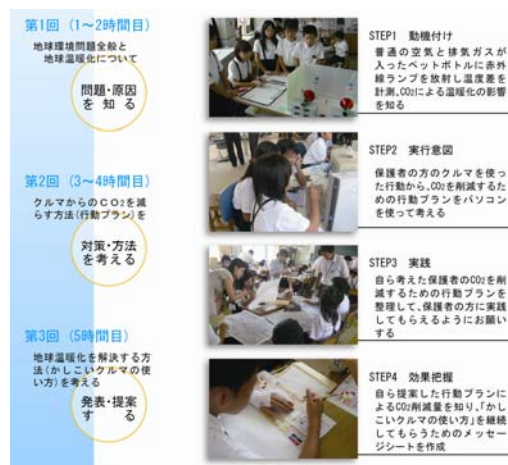 第1回（1～2時間目）
地球環境問題全般と
地球温暖化について
問題・原因
を知る
第2回（3～4時間目）
クルマからのＣＯ2を減
らす方法（行動プラン）を
対策・方法
を考える
第3回（5時間目）
地球温暖化を解決する方
法（かしこいクルマの使
い方）を考える
発表・提案
する
STEP1 動機付け
普通の空気と排気ガスが
入ったペットボトルに赤外
線ランプを放射し温度差を
計測、CO2による温暖化の影響
を知る
STEP2 実行意図
保護者の方のクルマを使っ
た行動から、CO2を削減するた
めの行動プランをパソコン
を使って考える
STEP3 実践
自ら考えた保護者のCO2を削
減するための行動プランを
整理して、保護者の方に実践
してもらえるようにお願い
する
STEP4 効果把握
自ら提案した行動プランに
よるCO2削減量を知り、「かし
こいクルマの使い方」を継続
してもらうためのメッセー
ジシートを作成